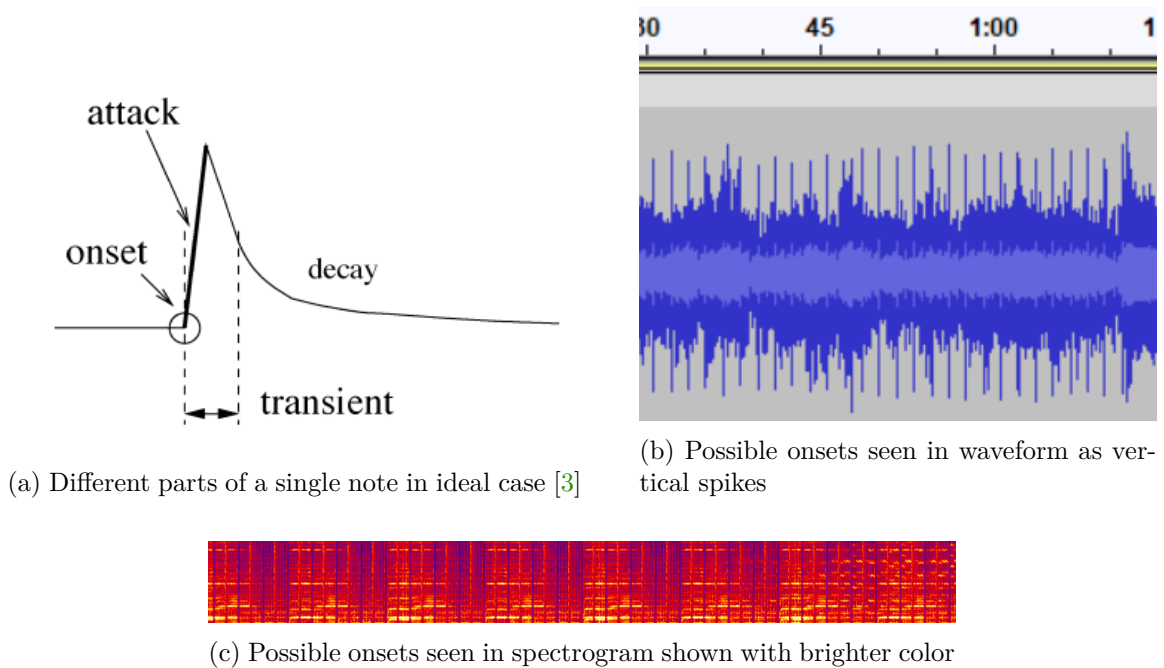 attack
onset
decay
transient
(a) Different parts of a single note in ideal case [3]
30 45 1:00 1
(b) Possible onsets seen in waveform as ver-
tical spikes
(c) Possible onsets seen in spectrogram shown with brighter color